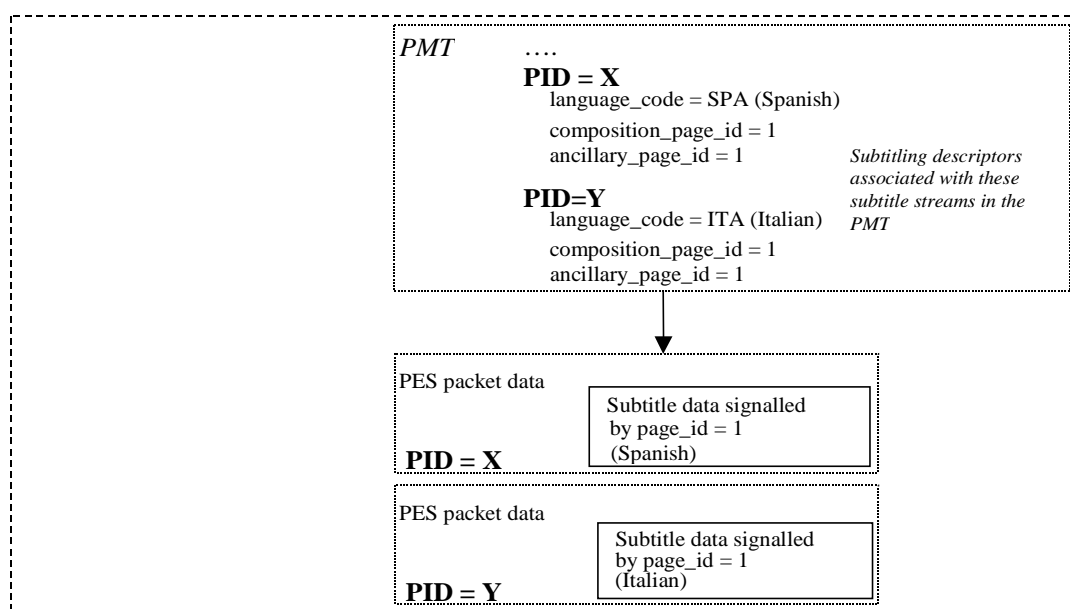 PMT ....
PID = X
language_code = SPA (Spanish)
composition_page_id = 1
ancillary_page_id = 1
PID=Y
language_code = ITA (Italian)
composition_page_id = 1
ancillary_page_id = 1
Subtitling descriptors
associated with these
subtitle streams in the
PMT
PES packet data
Subtitle data signalled
by page_id = 1
(Spanish)
PID = X
PES packet data
Subtitle data signalled
by page_id = 1
(Italian)
PID = Y